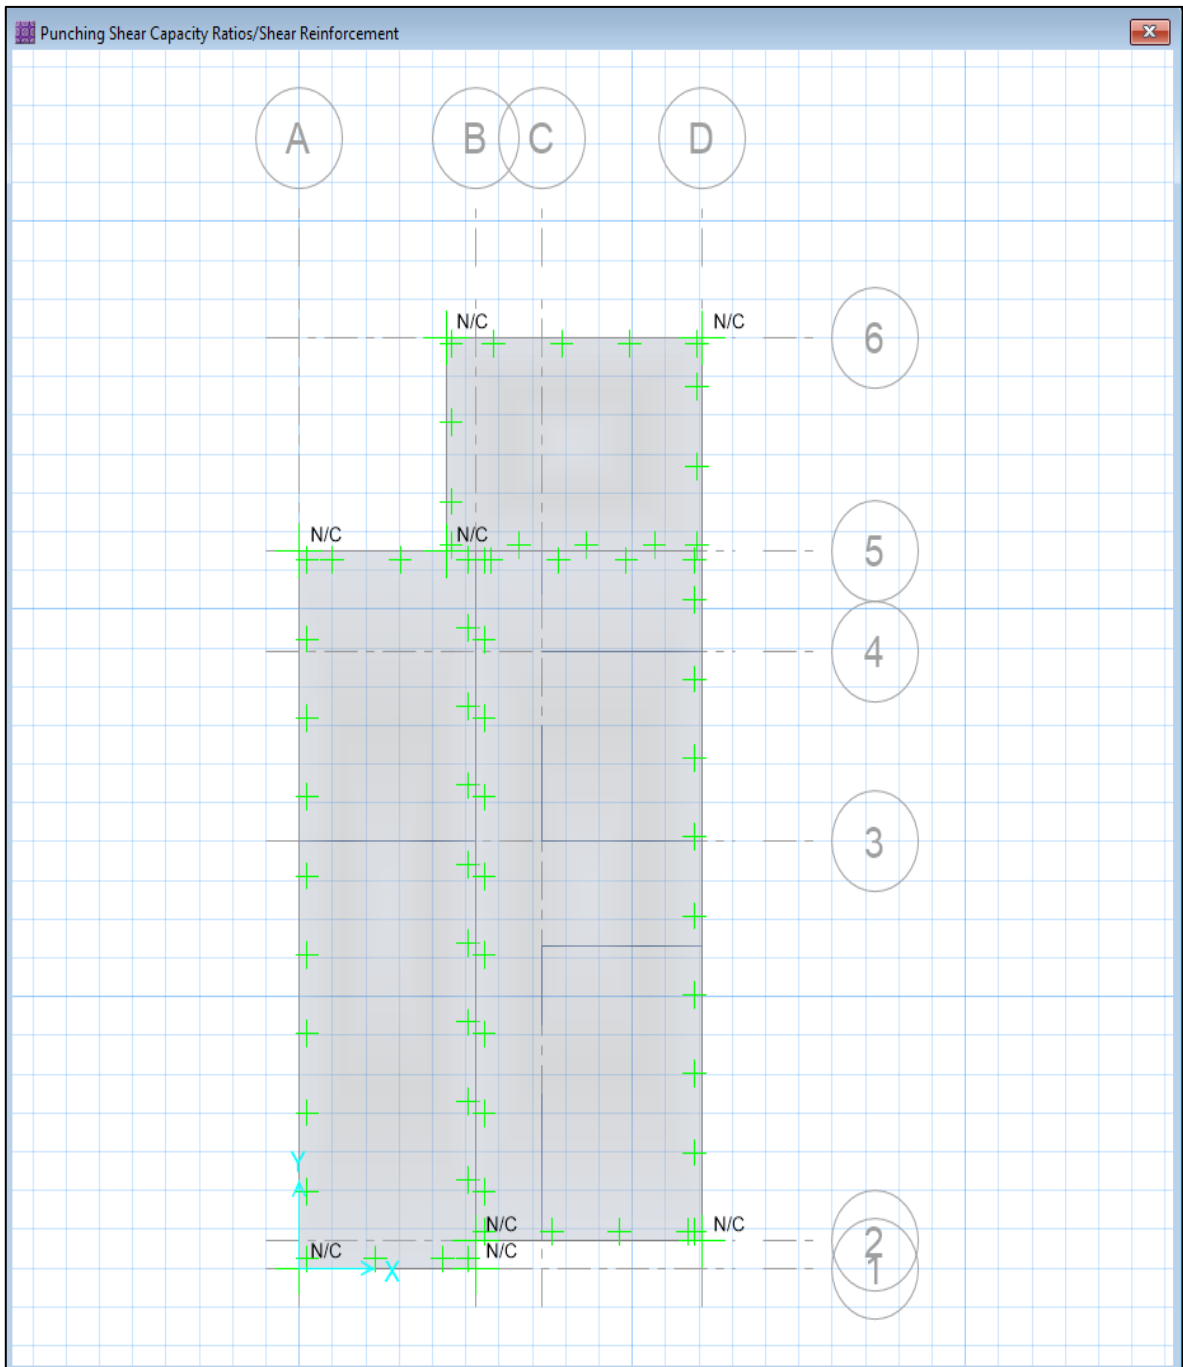 Punching Shear Capacity Ratios/Shear Reinforcement
A B C D
N/C N/C
6
N/C N/C
5
4
3
N/C N/C
2
N/C N/C
1
Y
X